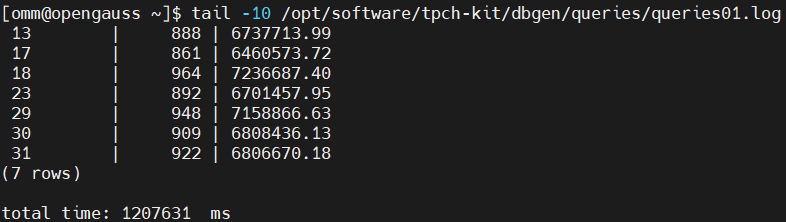 [omm@opengauss ~]$ tail -10 /opt/software/tpch-kit/dbgen/queries/queries01.log
 13        |     888 | 6737713.99
 17        |     861 | 6460573.72
 18        |     964 | 7236687.40
 23        |     892 | 6701457.95
 29        |     948 | 7158866.63
 30        |     909 | 6808436.13
 31        |     922 | 6806670.18
(7 rows)

total time: 1207631  ms